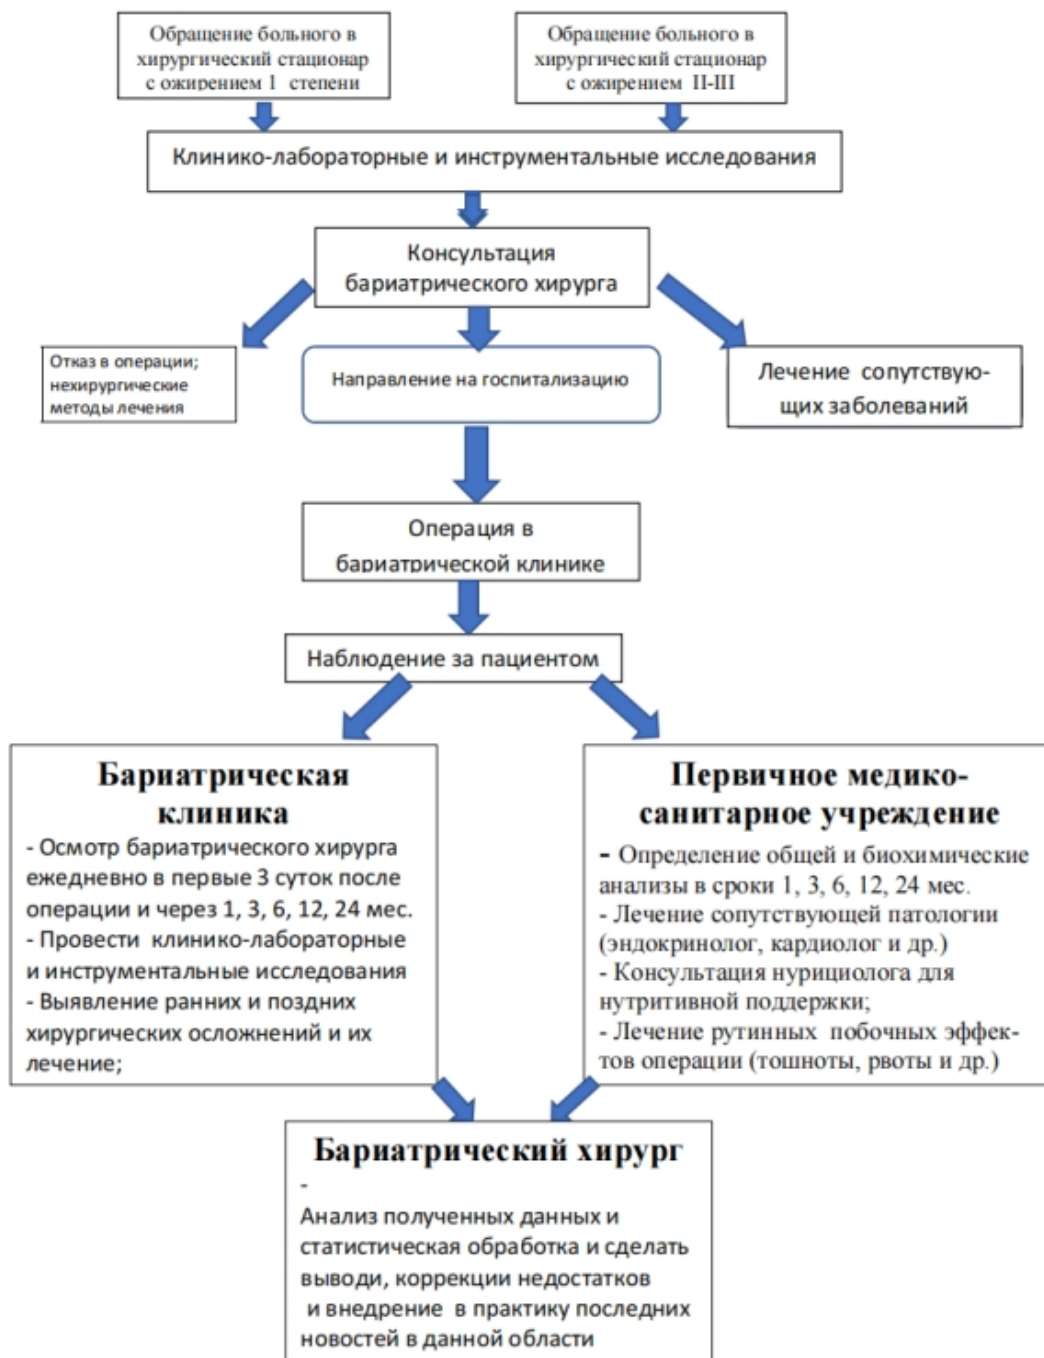 Обращение больного в
хирургический стационар
с ожирением 1 степени
Обращение больного в
хирургический стационар
с ожирением II-III
Клинико-лабораторные и инструментальные исследования
Консультация
бариатрического хирурга
Отказ в операции;
нехирургические
методы лечения
Направление на госпитализацию
Лечение сопутствую-
щих заболеваний
Операция в
бариатрической клинике
Наблюдение за пациентом
Бариатрическая
клиника
- Осмотр бариатрического хирурга
ежедневно в первые 3 суток после
операции и через 1, 3, 6, 12, 24 мес.
- Провести клинико-лабораторные
и инструментальные исследования
- Выявление ранних и поздних
хирургических осложнений и их
лечение;
Первичное медико-
санитарное учреждение
- Определение общей и биохимические
анализы в сроки 1, 3, 6, 12, 24 мес.
- Лечение сопутствующей патологии
(эндокринолог, кардиолог и др.)
- Консультация нурициолога для
нутритивной поддержки;
- Лечение рутинных побочных эффек-
тов операции (тошноты, рвоты и др.)
Бариатрический хирург
-
Анализ полученных данных и
статистическая обработка и сделать
выводи, коррекции недостатков
и внедрение в практику последних
новостей в данной области